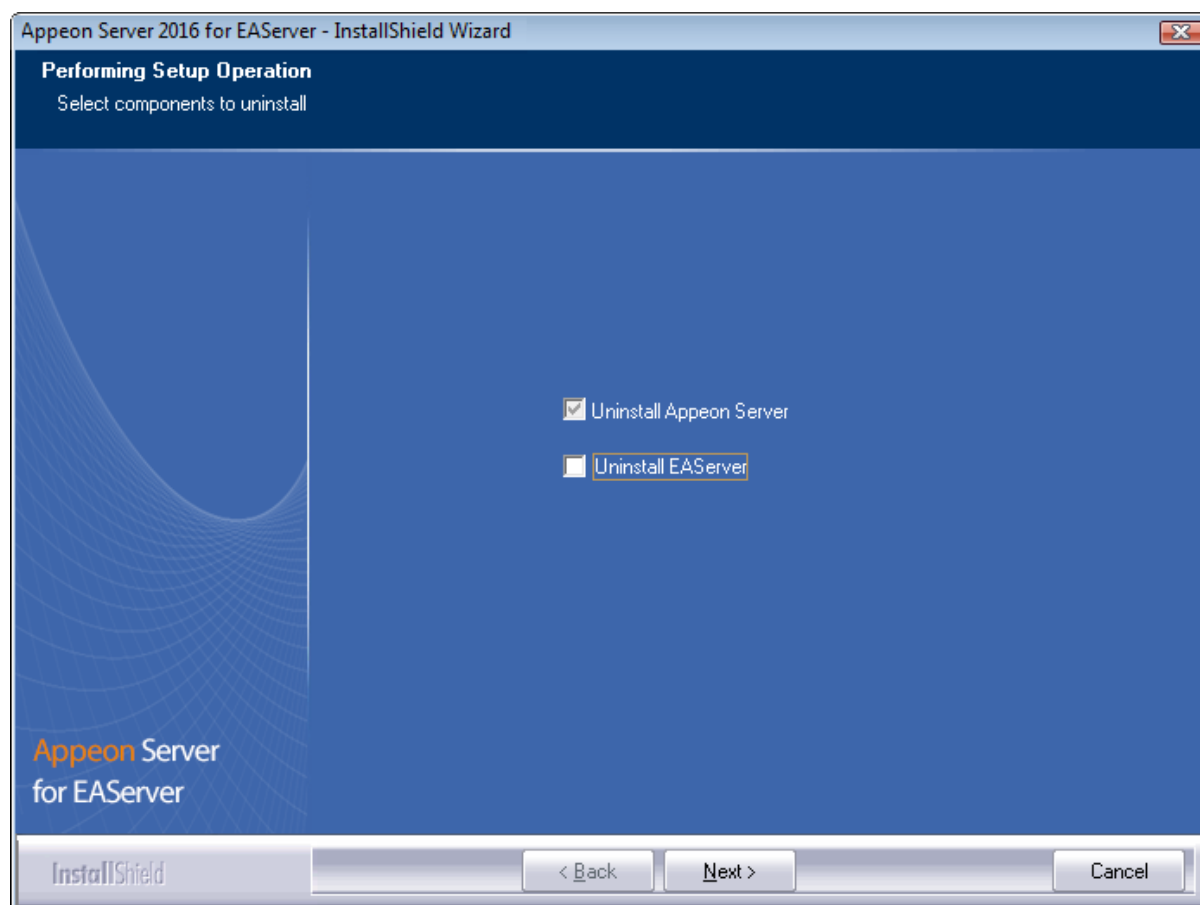 Appeon Server 2016 for EAServer - InstallShield Wizard
Performing Setup Operation
Select components to uninstall
Uninstall Appeon Server
Uninstall EAServer
Appeon Server
for EAServer
InstallShield
< Back
Next >
Cancel